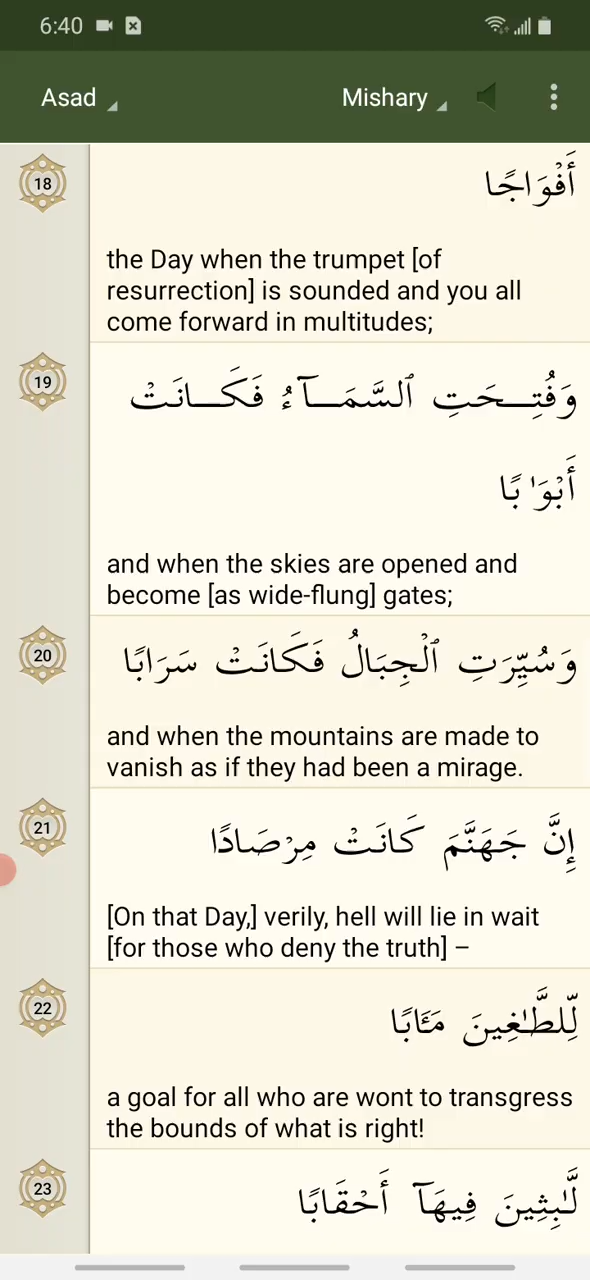 6:40
Asad
Mishary
18
أَفْوَاجًا
the Day when the trumpet [of
resurrection] is sounded and you all
come forward in multitudes;
19
وَفُتِحَتِ ٱلسَّمَآءُ فَكَانَتْ
أَبْوَٰبًا
and when the skies are opened and
become [as wide-flung] gates;
20
وَسُيِّرَتِ ٱلْجِبَالُ فَكَانَتْ سَرَابًا
and when the mountains are made to
vanish as if they had been a mirage.
21
إِنَّ جَهَنَّمَ كَانَتْ مِرْصَادًا
[On that Day,] verily, hell will lie in wait
[for those who deny the truth] –
22
لِّلطَّـٰغِينَ مَـَٔابًا
a goal for all who are wont to transgress
the bounds of what is right!
23
لَّـٰبِثِينَ فِيهَآ أَحْقَابًا